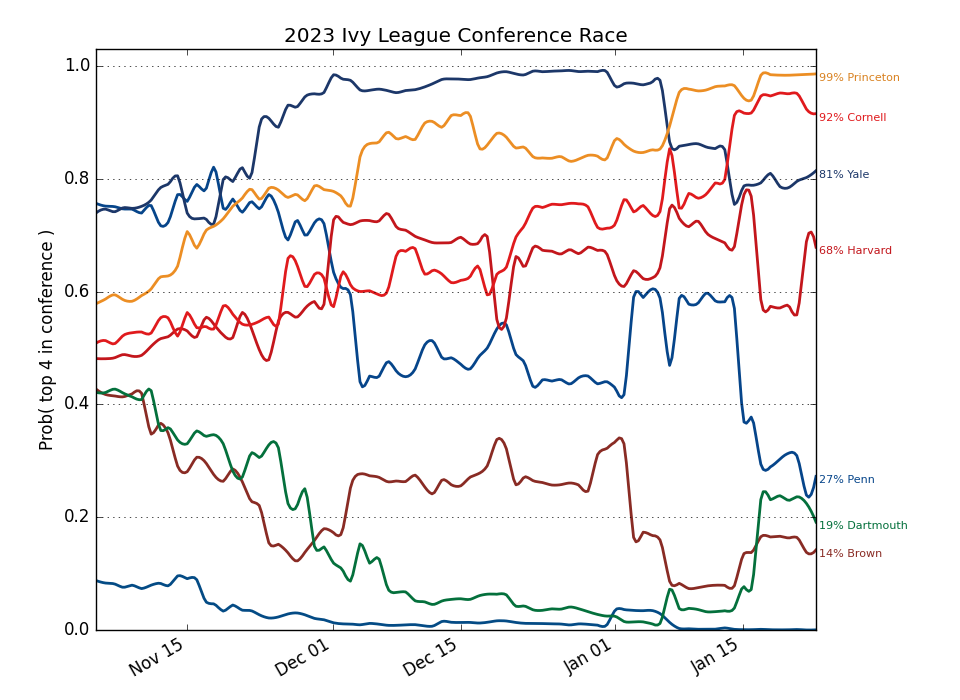 2023 Ivy League Conference Race
Prob( top 4 in conference )
1.0
0.8
0.6
0.4
0.2
0.0
Nov 15
Dec 01
Dec 15
Jan 01
Jan 15
99% Princeton
92% Cornell
81% Yale
68% Harvard
27% Penn
19% Dartmouth
14% Brown